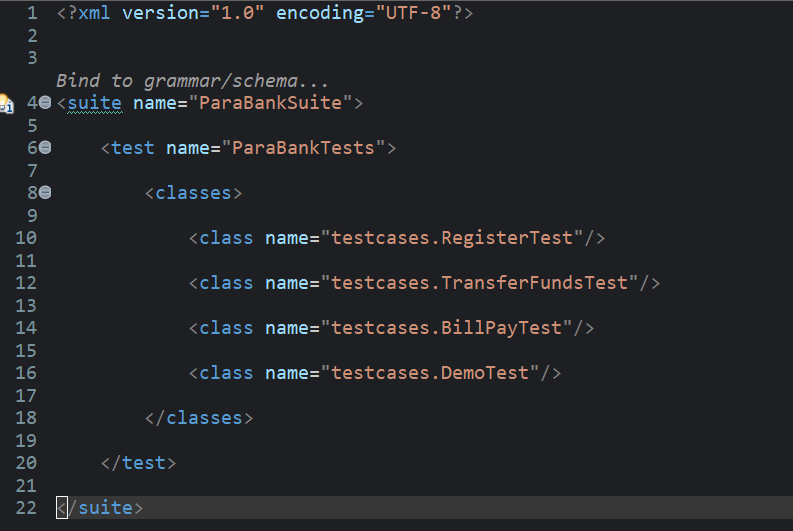 1 <?xml version="1.0" encoding="UTF-8"?>
2
3
Bind to grammar/schema...
4 <suite name="ParaBankSuite">
5
6     <test name="ParaBankTests">
7
8         <classes>
9
10             <class name="testcases.RegisterTest"/>
11
12             <class name="testcases.TransferFundsTest"/>
13
14             <class name="testcases.BillPayTest"/>
15
16             <class name="testcases.DemoTest"/>
17
18         </classes>
19
20     </test>
21
22 </suite>